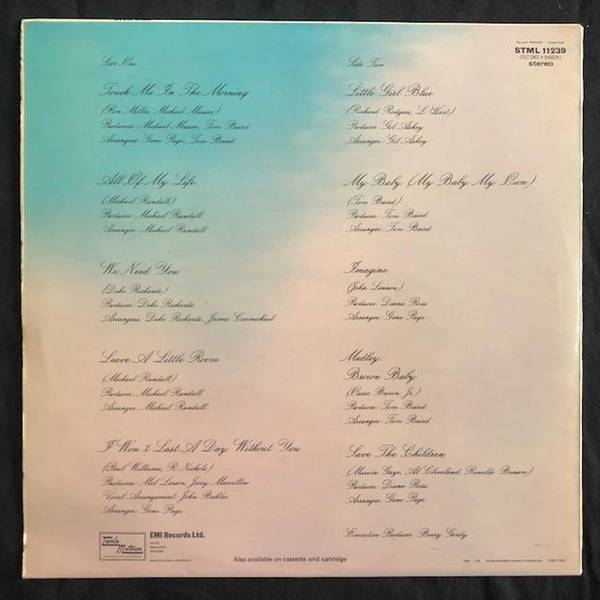 STML 11239
(OC 062 ◦ 94804)
stereo
Side One
Touch Me In The Morning
(Ron Miller, Michael Masser)
Producers: Michael Masser, Tom Baird
Arrangers: Gene Page, Tom Baird
All Of My Life
(Michael Randall)
Producer: Michael Randall
Arranger: Michael Randall
We Need You
(Deke Richards)
Producer: Deke Richards
Arrangers: Deke Richards, James Carmichael
Leave A Little Room
(Michael Randall)
Producer: Michael Randall
Arranger: Michael Randall
I Won't Last A Day Without You
(Paul Williams, R. Nichols)
Producers: Mel Larson, Jerry Marcellino
Vocal Arrangement: John Bahler
Arranger: Gene Page
Side Two
Little Girl Blue
(Richard Rodgers, L. Hart)
Producer: Gil Askey
Arranger: Gil Askey
My Baby (My Baby My Own)
(Tom Baird)
Producer: Tom Baird
Arranger: Tom Baird
Imagine
(John Lennon)
Producer: Diana Ross
Arranger: Gene Page
Medley:
Brown Baby
(Oscar Brown, Jr.)
Producer: Tom Baird
Arranger: Tom Baird
Save The Children
(Marvin Gaye, Al Cleveland, Renaldo Benson)
Producer: Diana Ross
Arranger: Gene Page
Executive Producer: Berry Gordy
Tamla Motown
EMI Records Ltd.
Also available on cassette and cartridge